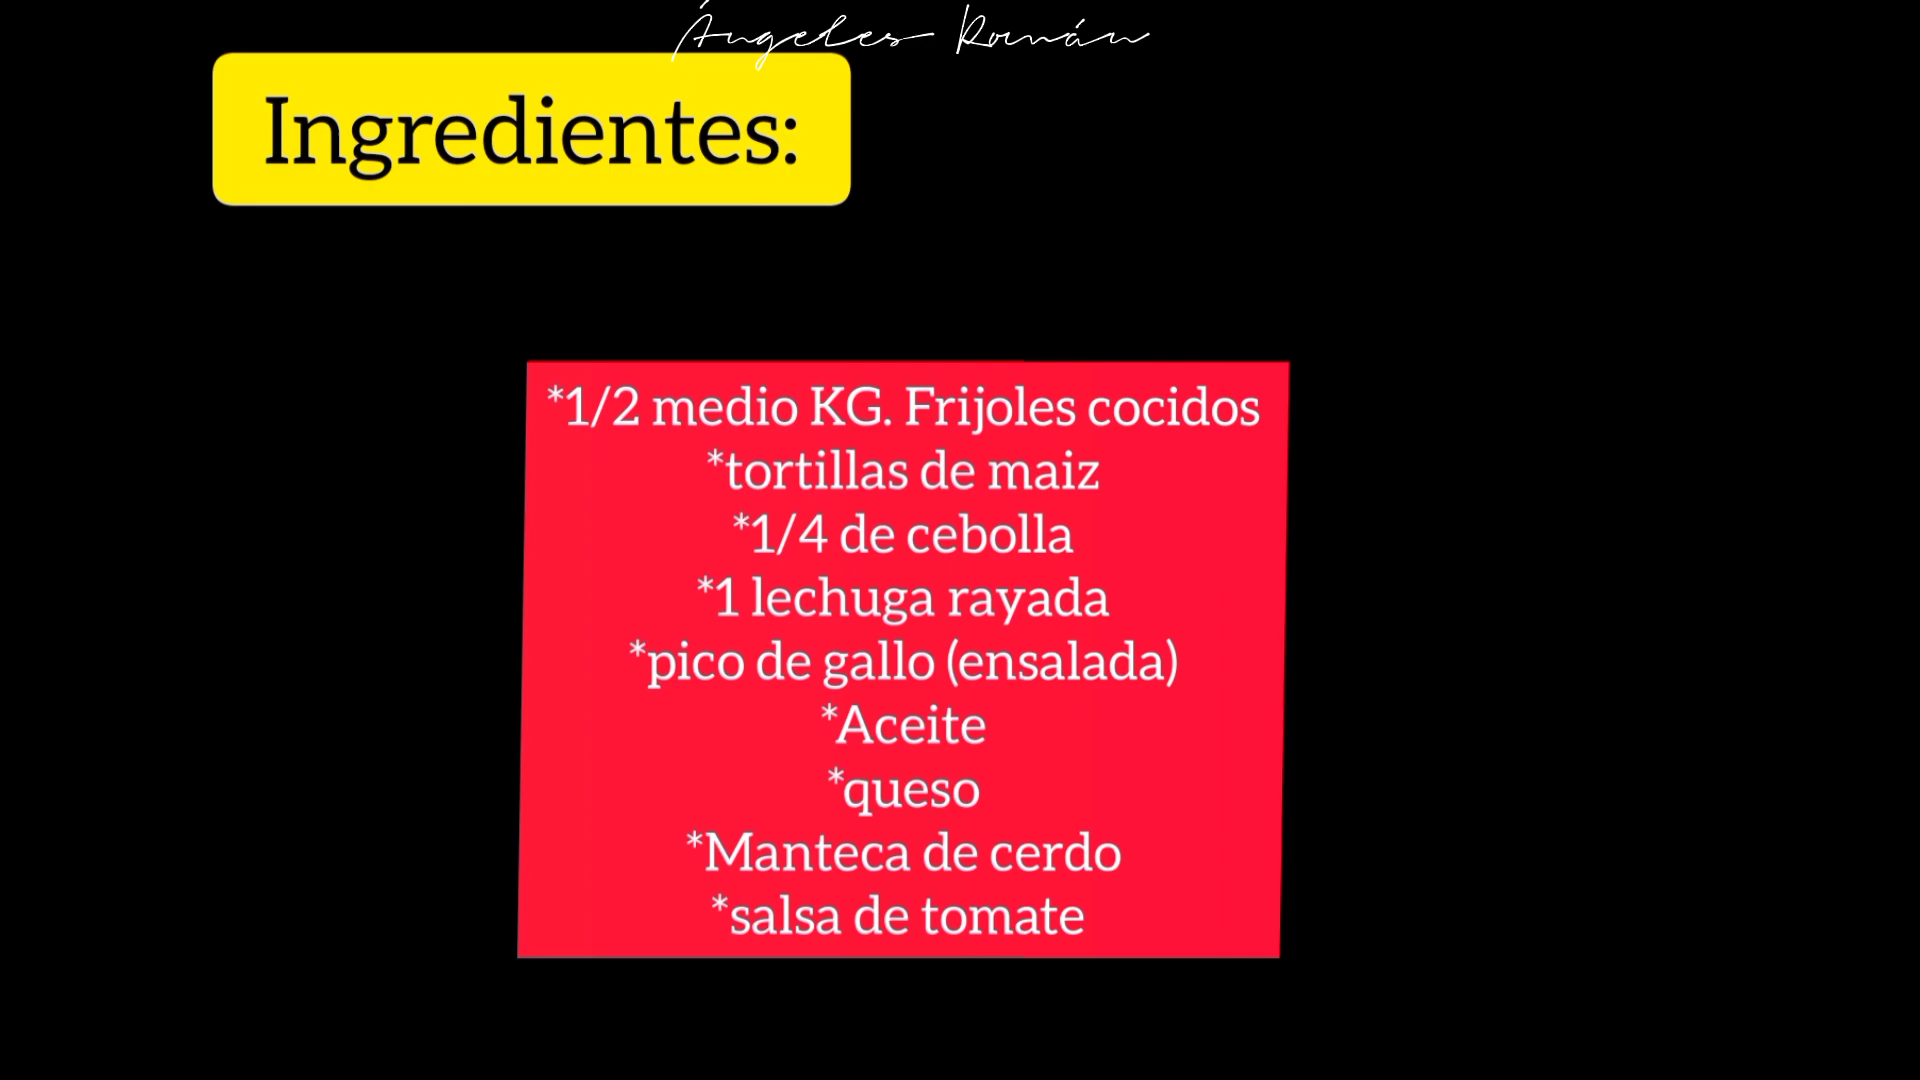 Ángeles Román
Ingredientes:
*1/2 medio KG. Frijoles cocidos
*tortillas de maiz
*1/4 de cebolla
*1 lechuga rayada
*pico de gallo (ensalada)
*Aceite
*queso
*Manteca de cerdo
*salsa de tomate